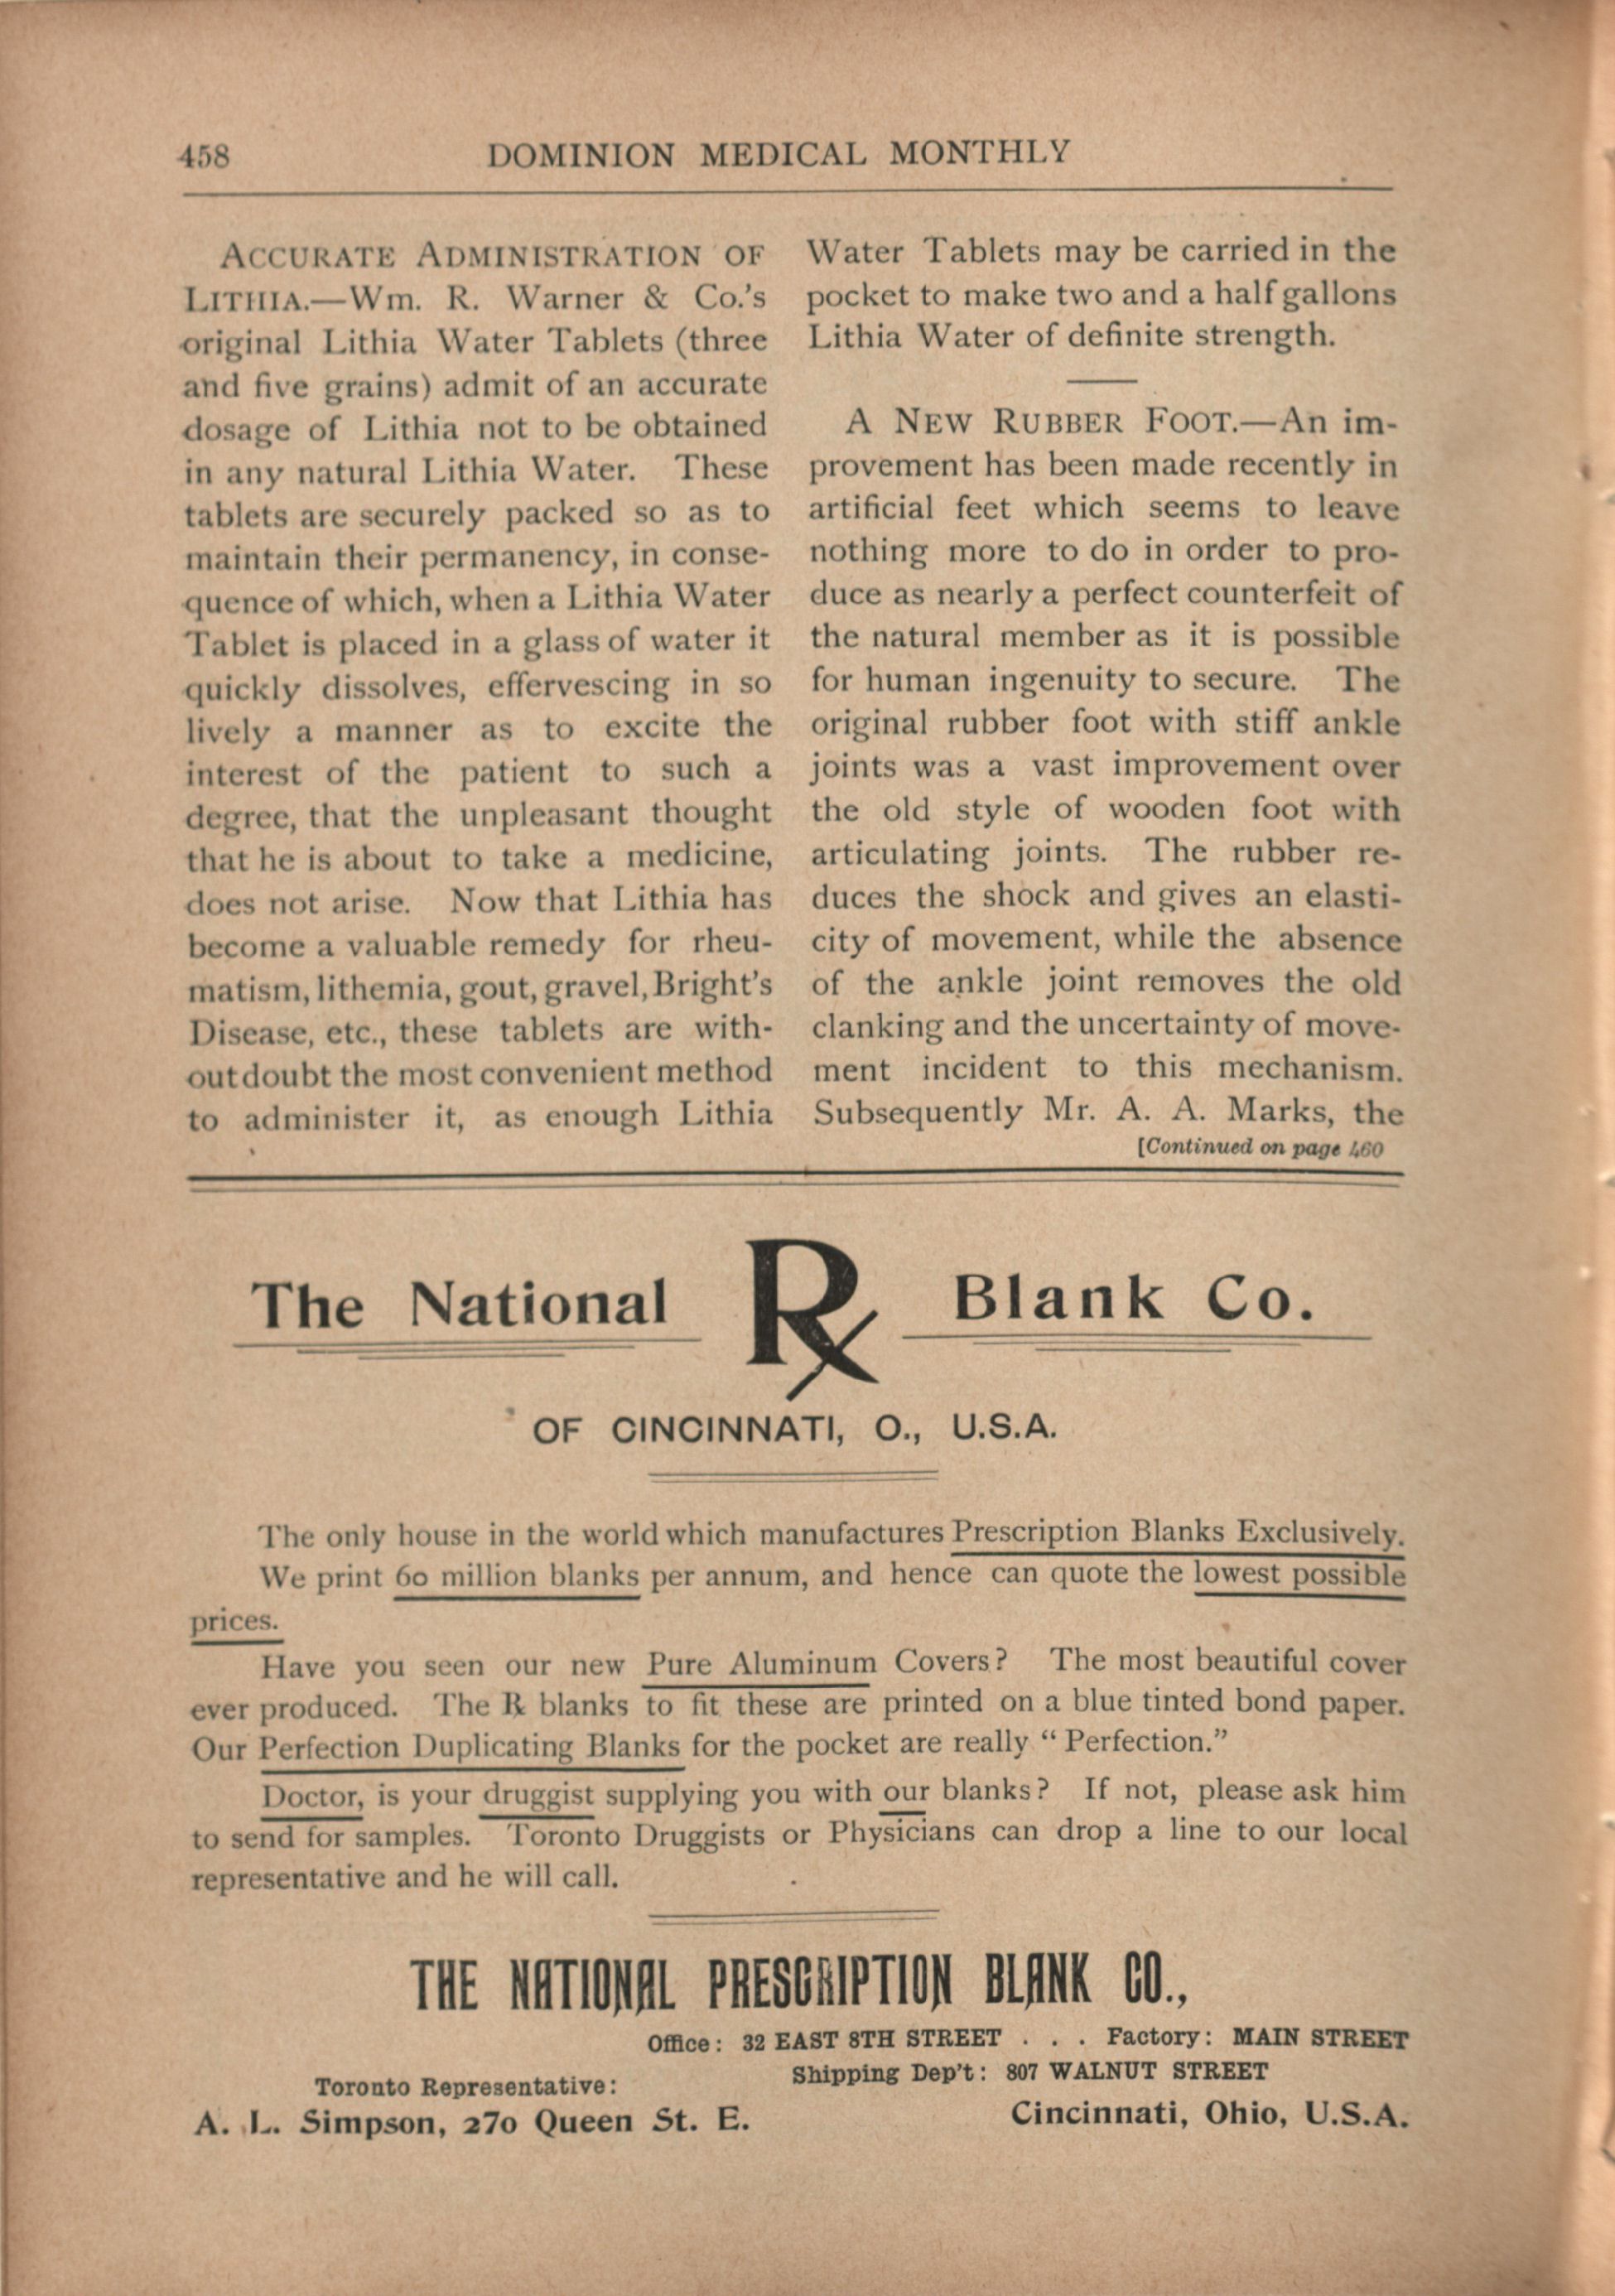 458
DOMINION MEDICAL MONTHLY
ACCURATE ADMINISTRATION OF
LITHIA.—Wm. R. Warner & Co.'s
original Lithia Water Tablets (three
and five grains) admit of an accurate
dosage of Lithia not to be obtained
in any natural Lithia Water. These
tablets are securely packed so as to
maintain their permanency, in conse-
quence of which, when a Lithia Water
Tablet is placed in a glass of water it
quickly dissolves, effervescing in so
lively a manner as to excite the
interest of the patient to such a
degree, that the unpleasant thought
that he is about to take a medicine,
does not arise. Now that Lithia has
become a valuable remedy for rheu-
matism, lithemia, gout, gravel, Bright's
Disease, etc., these tablets are with-
out doubt the most convenient method
to administer it, as enough Lithia
Water Tablets may be carried in the
pocket to make two and a half gallons
Lithia Water of definite strength.
A NEW RUBBER FOOT.—An im-
provement has been made recently in
artificial feet which seems to leave
nothing more to do in order to pro-
duce as nearly a perfect counterfeit of
the natural member as it is possible
for human ingenuity to secure. The
original rubber foot with stiff ankle
joints was a vast improvement over
the old style of wooden foot with
articulating joints. The rubber re-
duces the shock and gives an elasti-
city of movement, while the absence
of the ankle joint removes the old
clanking and the uncertainty of move-
ment incident to this mechanism.
Subsequently Mr. A. A. Marks, the
[Continued on page 460
The National ℞ Blank Co.
OF CINCINNATI, O., U.S.A.
The only house in the world which manufactures Prescription Blanks Exclusively.
We print 60 million blanks per annum, and hence can quote the lowest possible
prices.
Have you seen our new Pure Aluminum Covers? The most beautiful cover
ever produced. The ℞ blanks to fit these are printed on a blue tinted bond paper.
Our Perfection Duplicating Blanks for the pocket are really "Perfection."
Doctor, is your druggist supplying you with our blanks? If not, please ask him
to send for samples. Toronto Druggists or Physicians can drop a line to our local
representative and he will call.
THE NATIONAL PRESCRIPTION BLANK CO.,
Office: 32 EAST 8TH STREET . . . Factory: MAIN STREET
Shipping Dep't: 807 WALNUT STREET
Toronto Representative:
A. L. Simpson, 270 Queen St. E.
Cincinnati, Ohio, U.S.A.